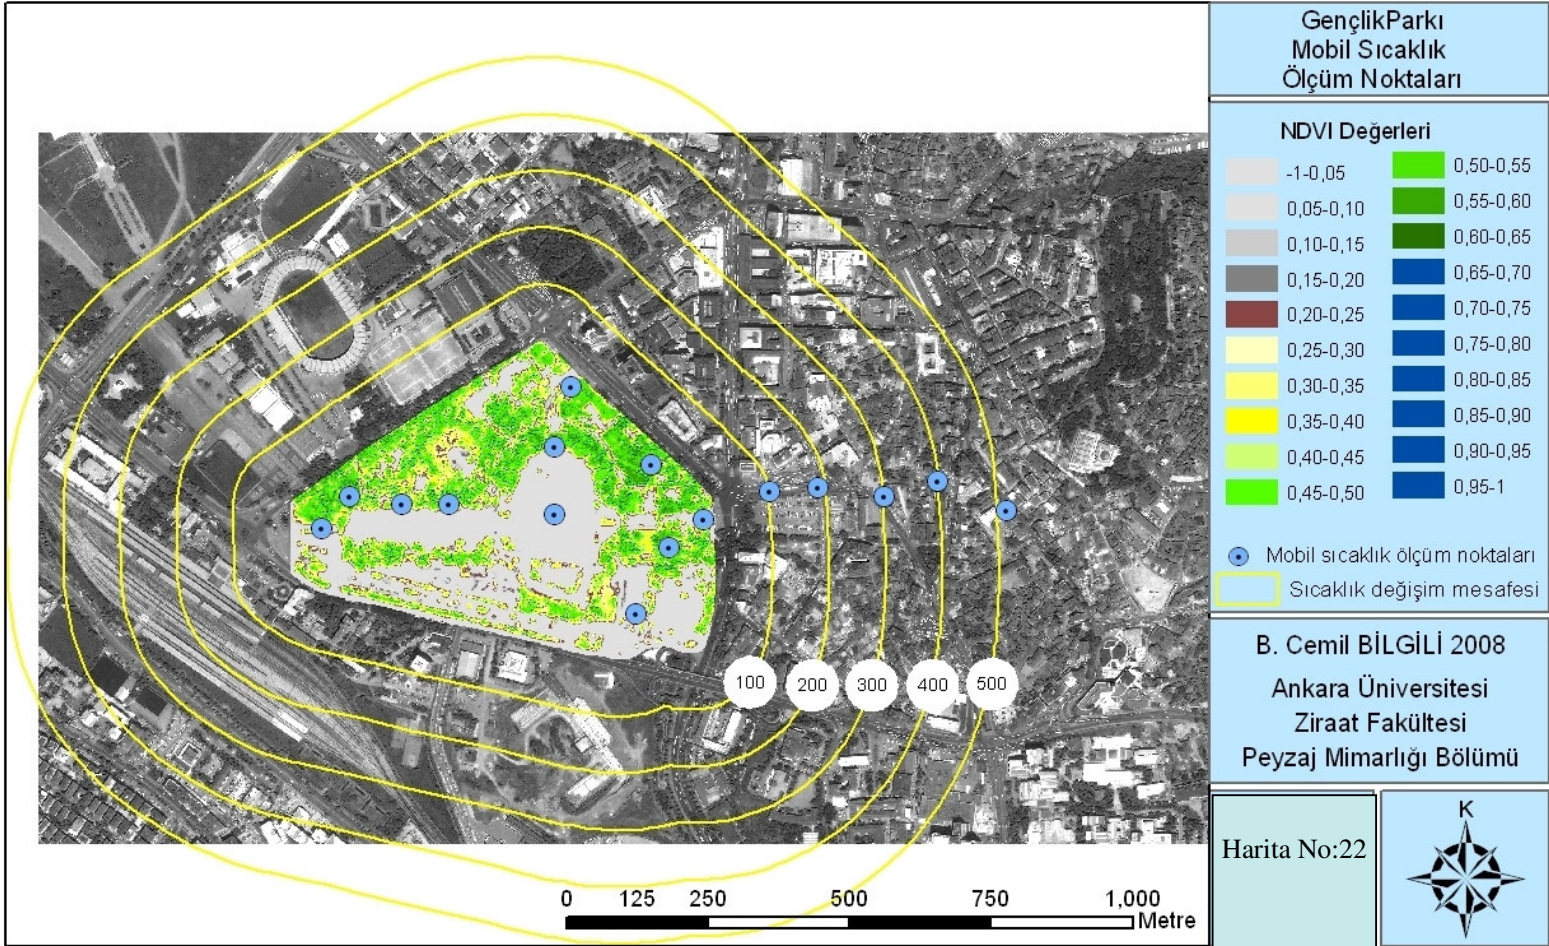 GençlikParkı
Mobil Sıcaklık
Ölçüm Noktaları
NDVI Değerleri
-1-0,05
0,05-0,10
0,10-0,15
0,15-0,20
0,20-0,25
0,25-0,30
0,30-0,35
0,35-0,40
0,40-0,45
0,45-0,50
0,50-0,55
0,55-0,60
0,60-0,65
0,65-0,70
0,70-0,75
0,75-0,80
0,80-0,85
0,85-0,90
0,90-0,95
0,95-1
Mobil sıcaklık ölçüm noktaları
Sıcaklık değişim mesafesi
B. Cemil BİLGİLİ 2008
Ankara Üniversitesi
Ziraat Fakültesi
Peyzaj Mimarlığı Bölümü
Harita No:22
K
100 200 300 400 500
0 125 250 500 750 1,000
Metre